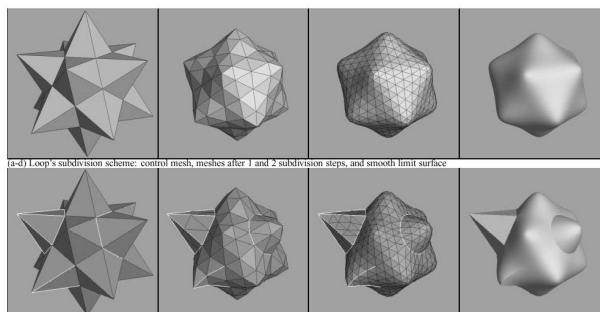 (a-d) Loop's subdivision scheme: control mesh, meshes after 1 and 2 subdivision steps, and smooth limit surface